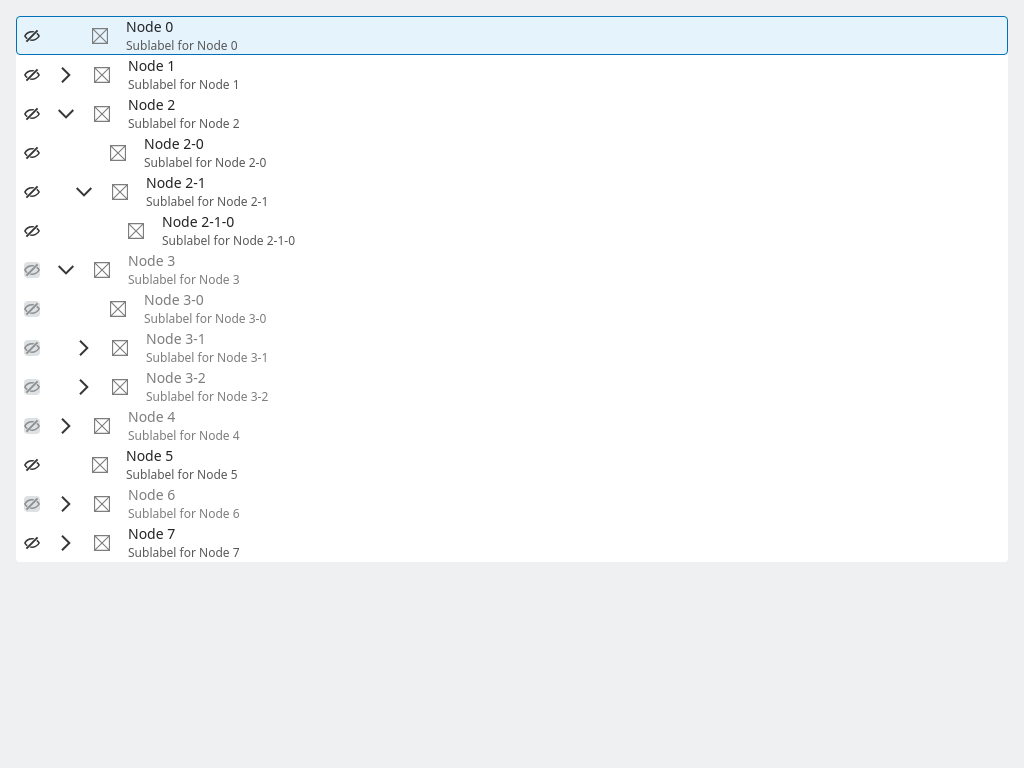 Node 0
Sublabel for Node 0
Node 1
Sublabel for Node 1
Node 2
Sublabel for Node 2
Node 2-0
Sublabel for Node 2-0
Node 2-1
Sublabel for Node 2-1
Node 2-1-0
Sublabel for Node 2-1-0
Node 3
Sublabel for Node 3
Node 3-0
Sublabel for Node 3-0
Node 3-1
Sublabel for Node 3-1
Node 3-2
Sublabel for Node 3-2
Node 4
Sublabel for Node 4
Node 5
Sublabel for Node 5
Node 6
Sublabel for Node 6
Node 7
Sublabel for Node 7